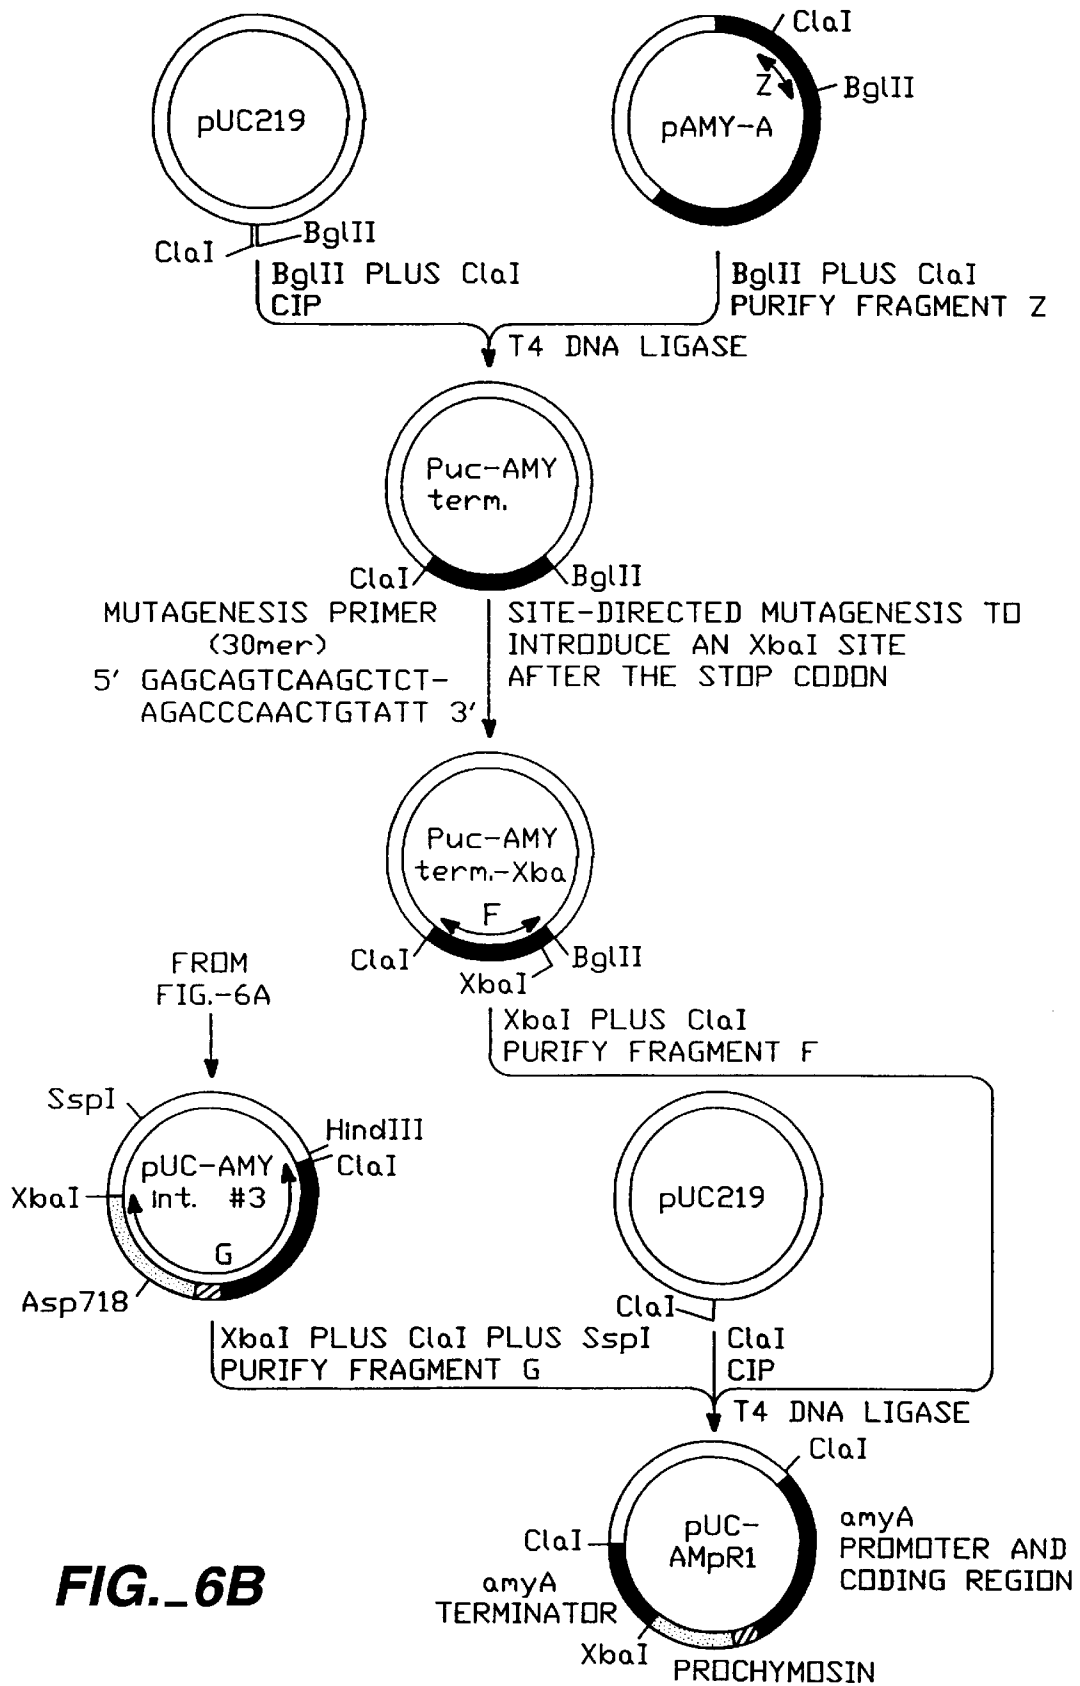 ClaI
pUC219
Z
BglII
pAMY-A
ClaI
BglII
BglII PLUS ClaI
CIP
BglII PLUS ClaI
PURIFY FRAGMENT Z
T4 DNA LIGASE
Puc-AMY
term.
ClaI
BglII
MUTAGENESIS PRIMER
(30mer)
5' GAGCAGTCAAGCTCT-
AGACCCAACTGTATT 3'
SITE-DIRECTED MUTAGENESIS TO
INTRODUCE AN XbaI SITE
AFTER THE STOP CODON
Puc-AMY
term.-Xba
F
ClaI
BglII
XbaI
FROM
FIG.-6A
XbaI PLUS ClaI
PURIFY FRAGMENT F
SspI
HindIII
ClaI
pUC-AMY
int. #3
XbaI
G
Asp718
pUC219
ClaI
XbaI PLUS ClaI PLUS SspI
PURIFY FRAGMENT G
ClaI
CIP
T4 DNA LIGASE
ClaI
pUC-
AMpR1
ClaI
amyA
PROMOTER AND
CODING REGION
amyA
TERMINATOR
XbaI
PROCHYMOSIN
FIG._6B